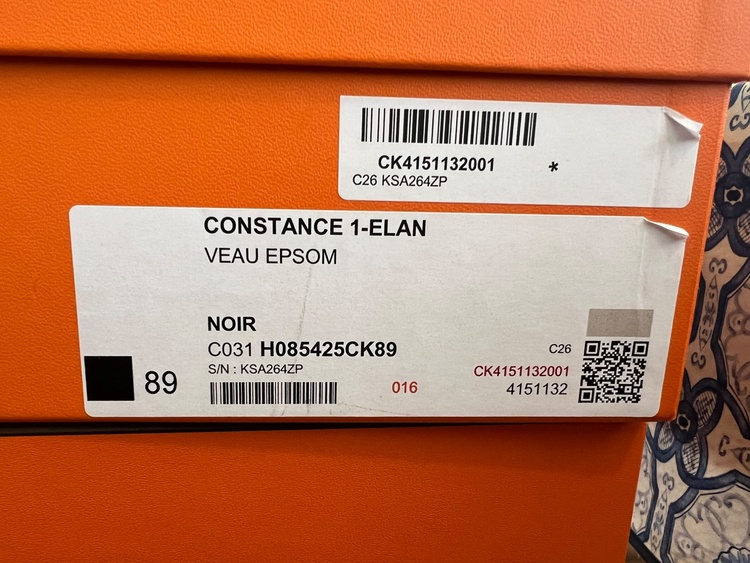 CK4151132001 *
C26 KSA264ZP
CONSTANCE 1-ELAN
VEAU EPSOM
NOIR
C031 H085425CK89
S/N : KSA264ZP
89
016
C26
CK4151132001
4151132